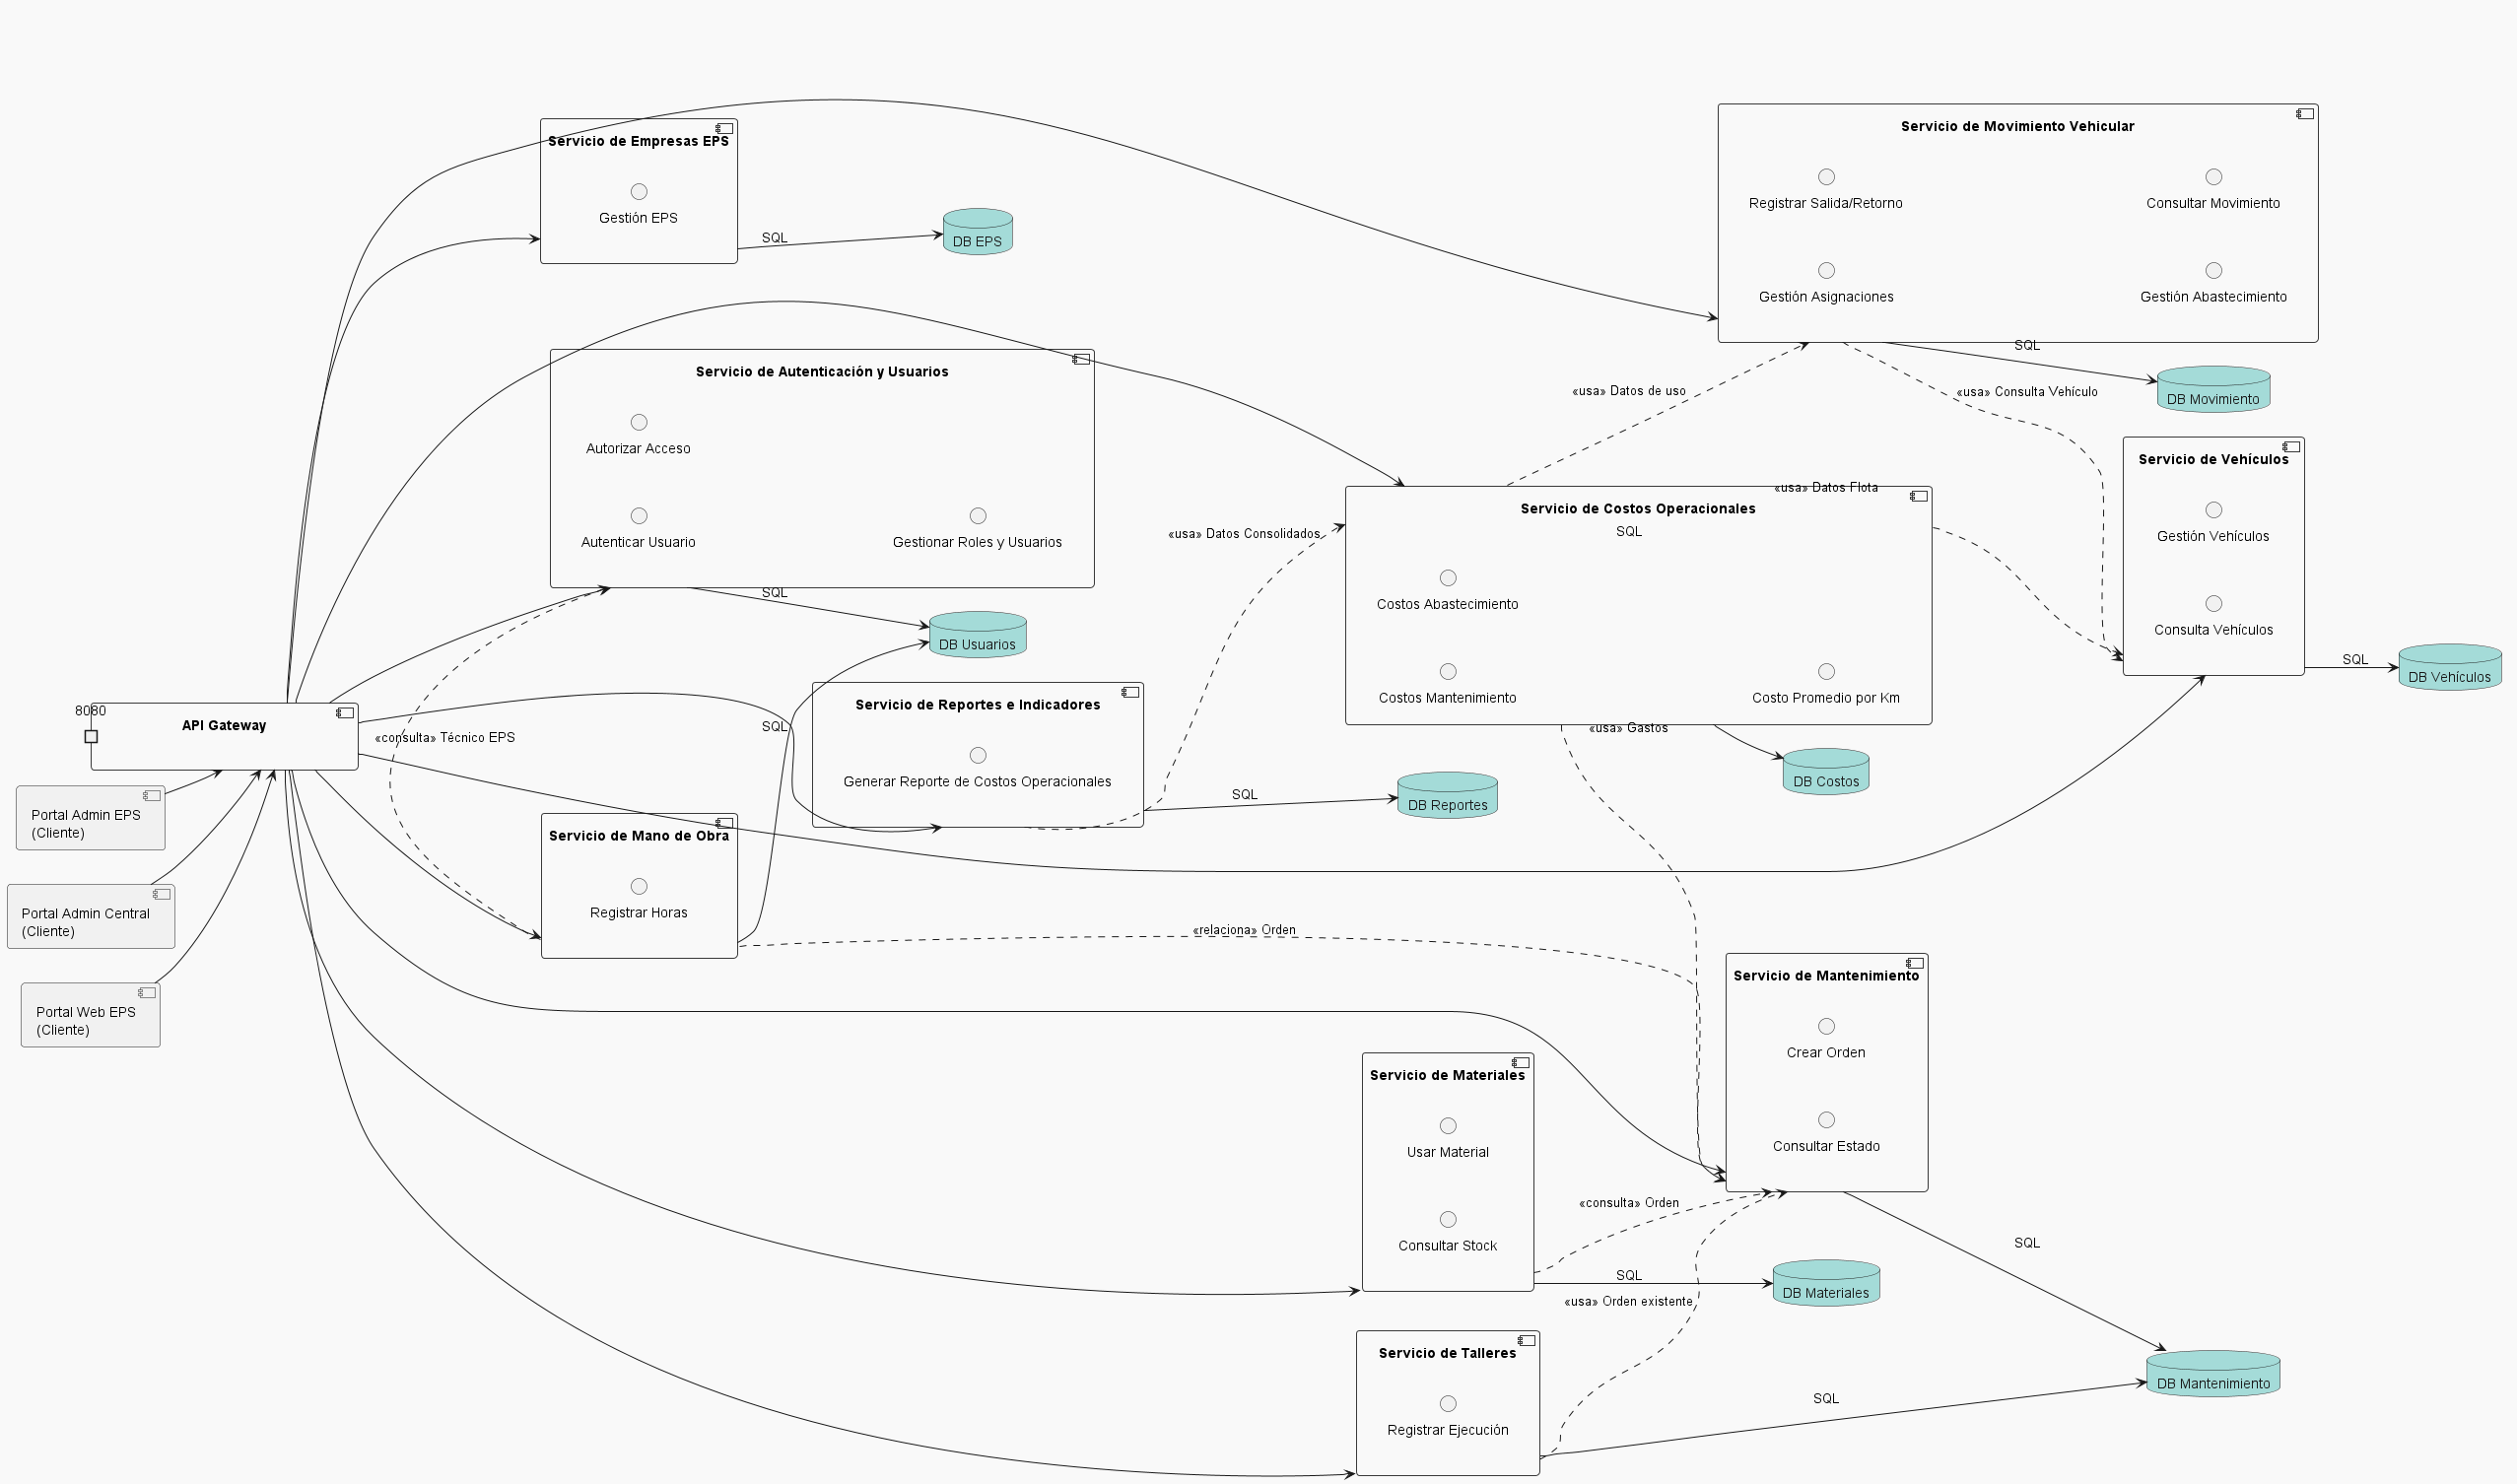 Servicio de Movimiento Vehicular
Registrar Salida/Retorno
Consultar Movimiento
Gestión Asignaciones
Gestión Abastecimiento
Servicio de Empresas EPS
Gestión EPS
SQL
DB EPS
SQL
DB Movimiento
«usa» Datos de uso
«usa» Consulta Vehículo
Servicio de Autenticación y Usuarios
Autorizar Acceso
Autenticar Usuario
Gestionar Roles y Usuarios
SQL
DB Usuarios
«usa» Datos Consolidados
«usa» Datos Flota
Servicio de Costos Operacionales
SQL
Costos Abastecimiento
Costos Mantenimiento
Costo Promedio por Km
«usa» Gastos
DB Costos
Servicio de Vehículos
Gestión Vehículos
Consulta Vehículos
SQL
DB Vehículos
8080
API Gateway
«consulta» Técnico EPS
SQL
Servicio de Reportes e Indicadores
Generar Reporte de Costos Operacionales
SQL
DB Reportes
Portal Admin EPS
(Cliente)
Portal Admin Central
(Cliente)
Portal Web EPS
(Cliente)
Servicio de Mano de Obra
Registrar Horas
«relaciona» Orden
Servicio de Mantenimiento
Crear Orden
Consultar Estado
Servicio de Materiales
Usar Material
Consultar Stock
«consulta» Orden
SQL
DB Materiales
«usa» Orden existente
SQL
Servicio de Talleres
Registrar Ejecución
SQL
DB Mantenimiento